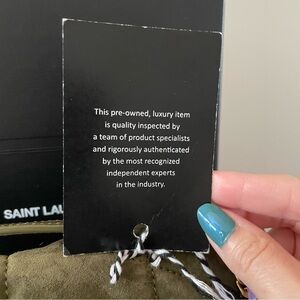 This pre-owned, luxury item
is quality inspected by
a team of product specialists
and rigorously authenticated
by the most recognized
independent experts
in the industry.
SAINT LAU